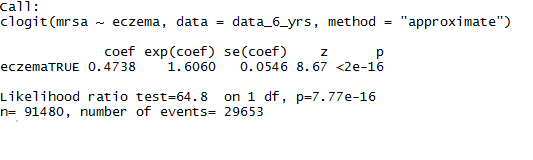 Call:
clogit(mrsa ~ eczema, data = data_6_yrs, method = "approximate")
coef exp(coef) se(coef) z p
eczemaTRUE 0.4738 1.6060 0.0546 8.67 <2e-16
Likelihood ratio test=64.8 on 1 df, p=7.77e-16
n= 91480, number of events= 29653